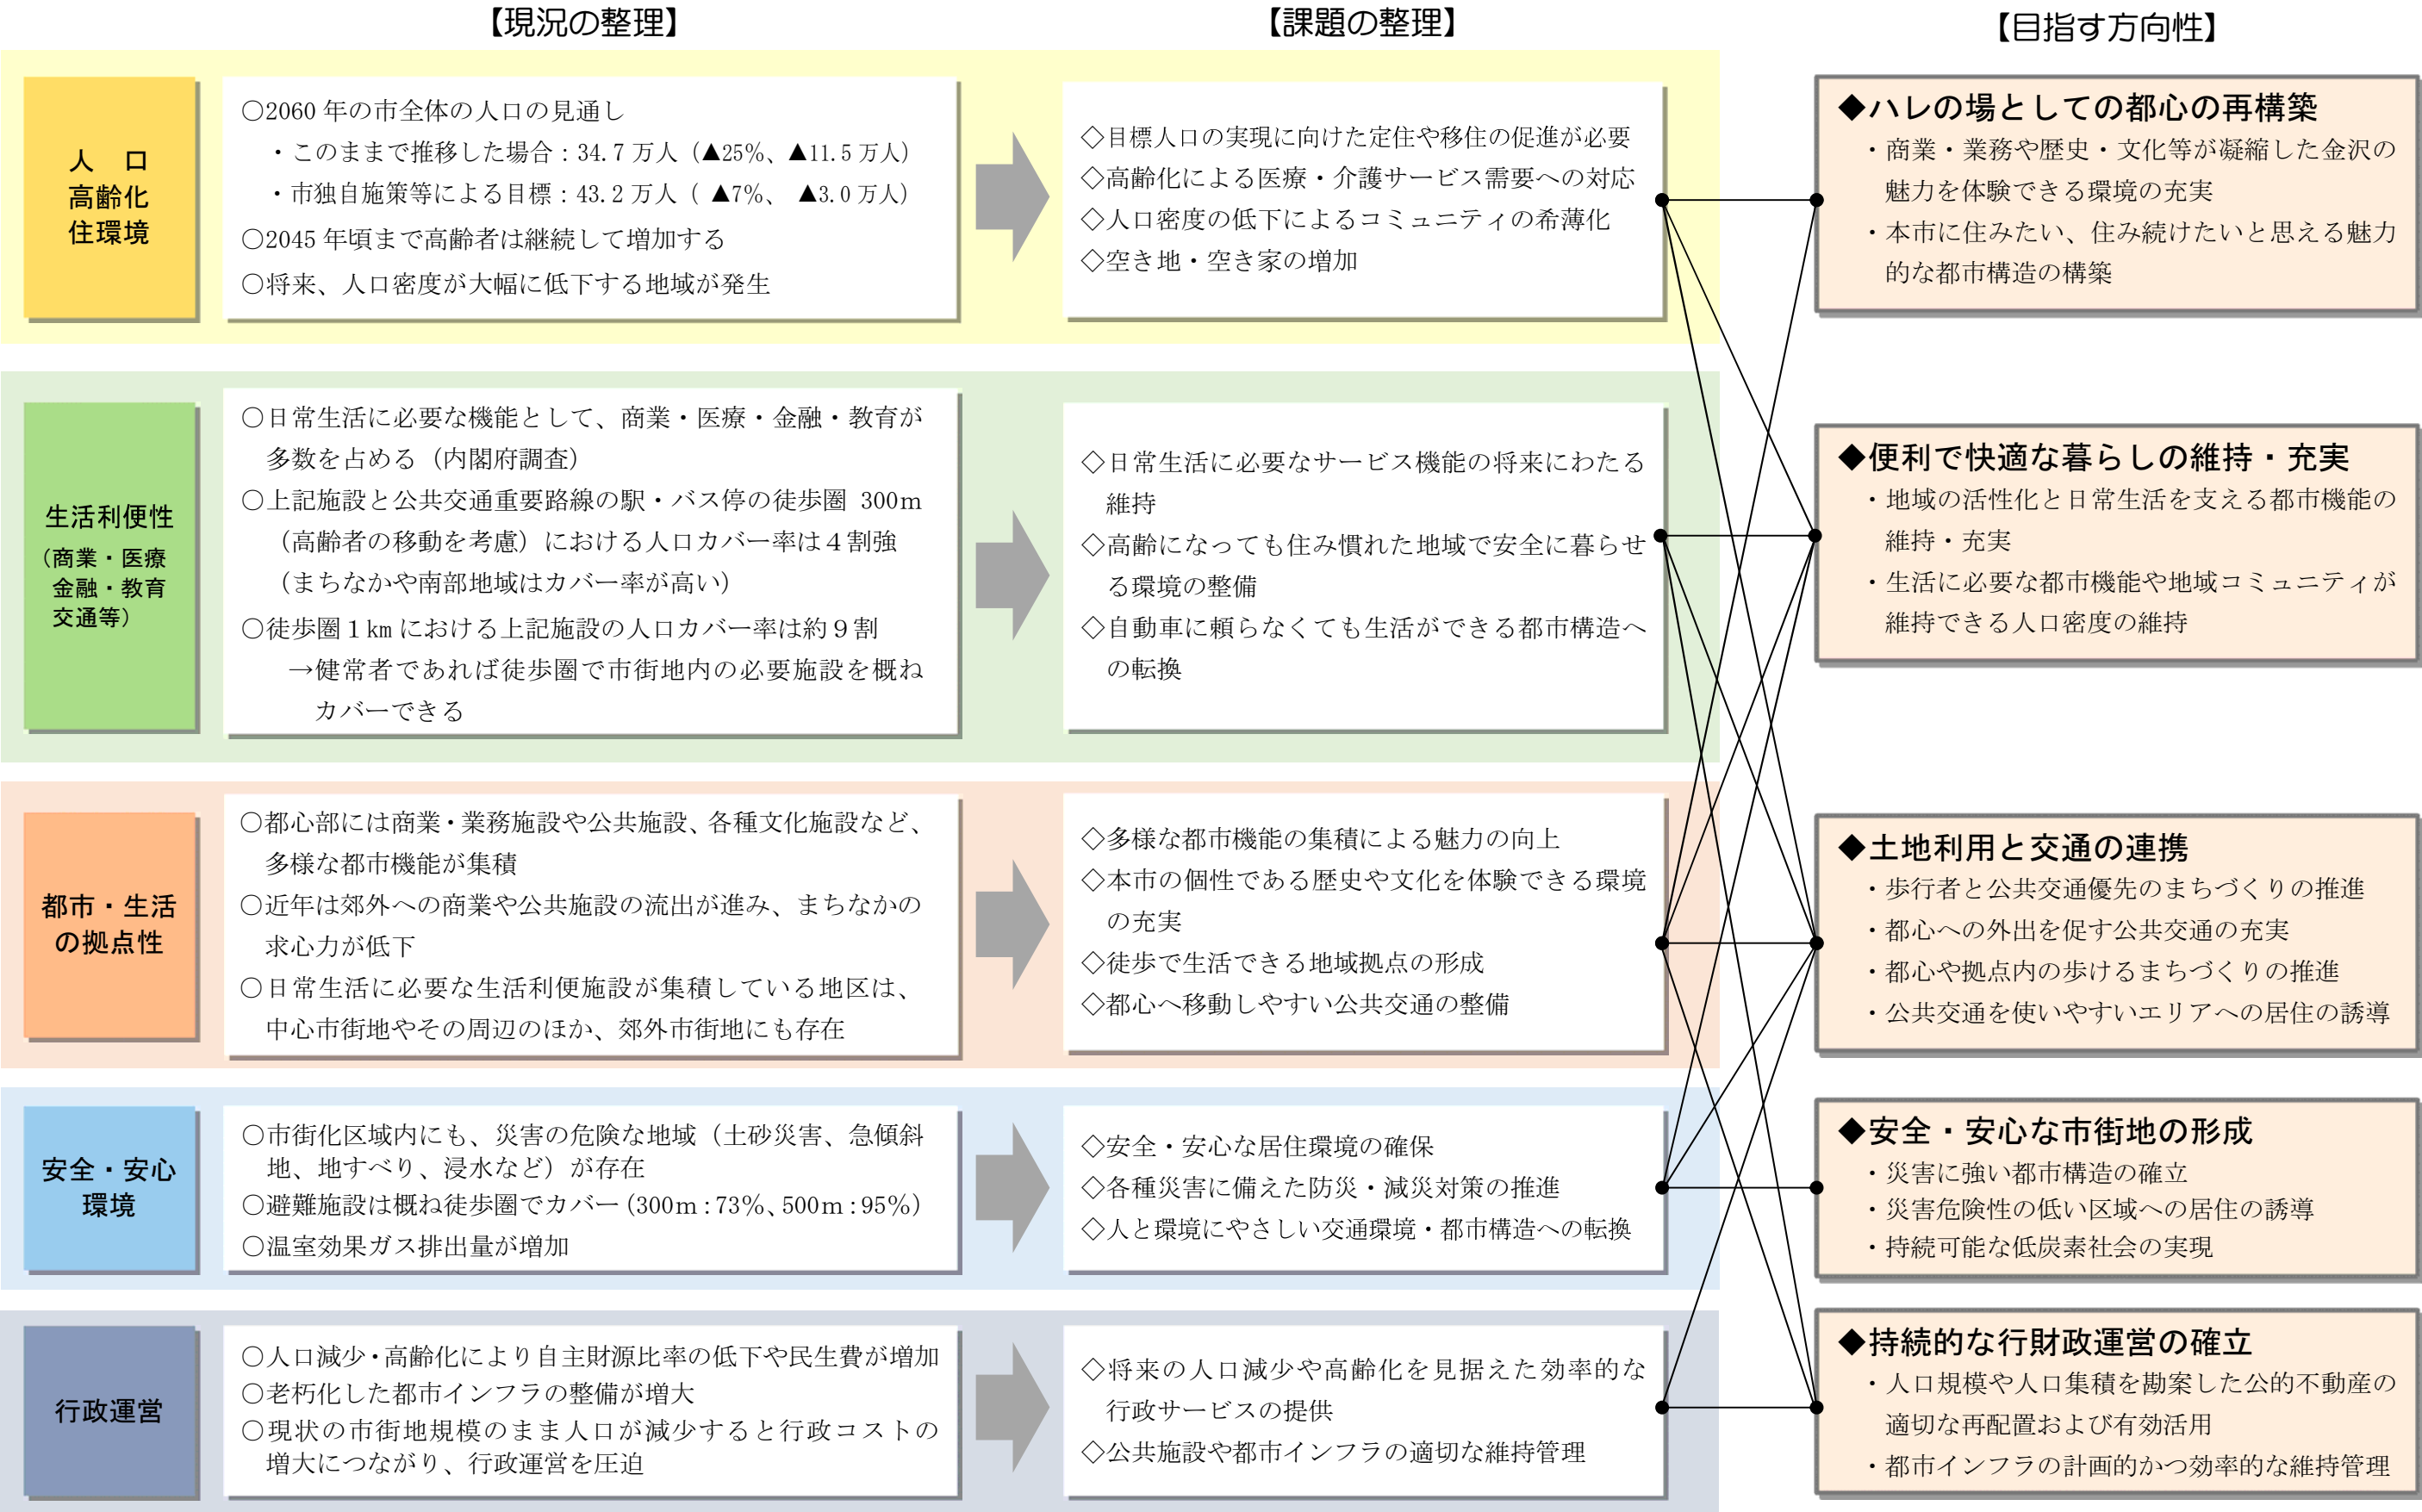 【現況の整理】
【課題の整理】
【目指す方向性】
人　口
高齢化
住環境
○2060 年の市全体の人口の見通し
・このままで推移した場合：34.7 万人（▲25%、▲11.5 万人）
・市独自施策等による目標：43.2 万人（ ▲7%、 ▲3.0 万人）
○2045 年頃まで高齢者は継続して増加する
○将来、人口密度が大幅に低下する地域が発生
◇目標人口の実現に向けた定住や移住の促進が必要
◇高齢化による医療・介護サービス需要への対応
◇人口密度の低下によるコミュニティの希薄化
◇空き地・空き家の増加
◆ハレの場としての都心の再構築
・商業・業務や歴史・文化等が凝縮した金沢の
魅力を体験できる環境の充実
・本市に住みたい、住み続けたいと思える魅力
的な都市構造の構築
生活利便性
（商業・医療
金融・教育
交通等）
○日常生活に必要な機能として、商業・医療・金融・教育が
多数を占める（内閣府調査）
○上記施設と公共交通重要路線の駅・バス停の徒歩圏 300m
（高齢者の移動を考慮）における人口カバー率は４割強
（まちなかや南部地域はカバー率が高い）
○徒歩圏１km における上記施設の人口カバー率は約９割
→健常者であれば徒歩圏で市街地内の必要施設を概ね
カバーできる
◇日常生活に必要なサービス機能の将来にわたる
維持
◇高齢になっても住み慣れた地域で安全に暮らせ
る環境の整備
◇自動車に頼らなくても生活ができる都市構造へ
の転換
◆便利で快適な暮らしの維持・充実
・地域の活性化と日常生活を支える都市機能の
維持・充実
・生活に必要な都市機能や地域コミュニティが
維持できる人口密度の維持
都市・生活
の拠点性
○都心部には商業・業務施設や公共施設、各種文化施設など、
多様な都市機能が集積
○近年は郊外への商業や公共施設の流出が進み、まちなかの
求心力が低下
○日常生活に必要な生活利便施設が集積している地区は、
中心市街地やその周辺のほか、郊外市街地にも存在
◇多様な都市機能の集積による魅力の向上
◇本市の個性である歴史や文化を体験できる環境
の充実
◇徒歩で生活できる地域拠点の形成
◇都心へ移動しやすい公共交通の整備
◆土地利用と交通の連携
・歩行者と公共交通優先のまちづくりの推進
・都心への外出を促す公共交通の充実
・都心や拠点内の歩けるまちづくりの推進
・公共交通を使いやすいエリアへの居住の誘導
安全・安心
環境
○市街化区域内にも、災害の危険な地域（土砂災害、急傾斜
地、地すべり、浸水など）が存在
○避難施設は概ね徒歩圏でカバー（300m：73%、500m：95%）
○温室効果ガス排出量が増加
◇安全・安心な居住環境の確保
◇各種災害に備えた防災・減災対策の推進
◇人と環境にやさしい交通環境・都市構造への転換
◆安全・安心な市街地の形成
・災害に強い都市構造の確立
・災害危険性の低い区域への居住の誘導
・持続可能な低炭素社会の実現
行政運営
○人口減少・高齢化により自主財源比率の低下や民生費が増加
○老朽化した都市インフラの整備が増大
○現状の市街地規模のまま人口が減少すると行政コストの
増大につながり、行政運営を圧迫
◇将来の人口減少や高齢化を見据えた効率的な
行政サービスの提供
◇公共施設や都市インフラの適切な維持管理
◆持続的な行財政運営の確立
・人口規模や人口集積を勘案した公的不動産の
適切な再配置および有効活用
・都市インフラの計画的かつ効率的な維持管理